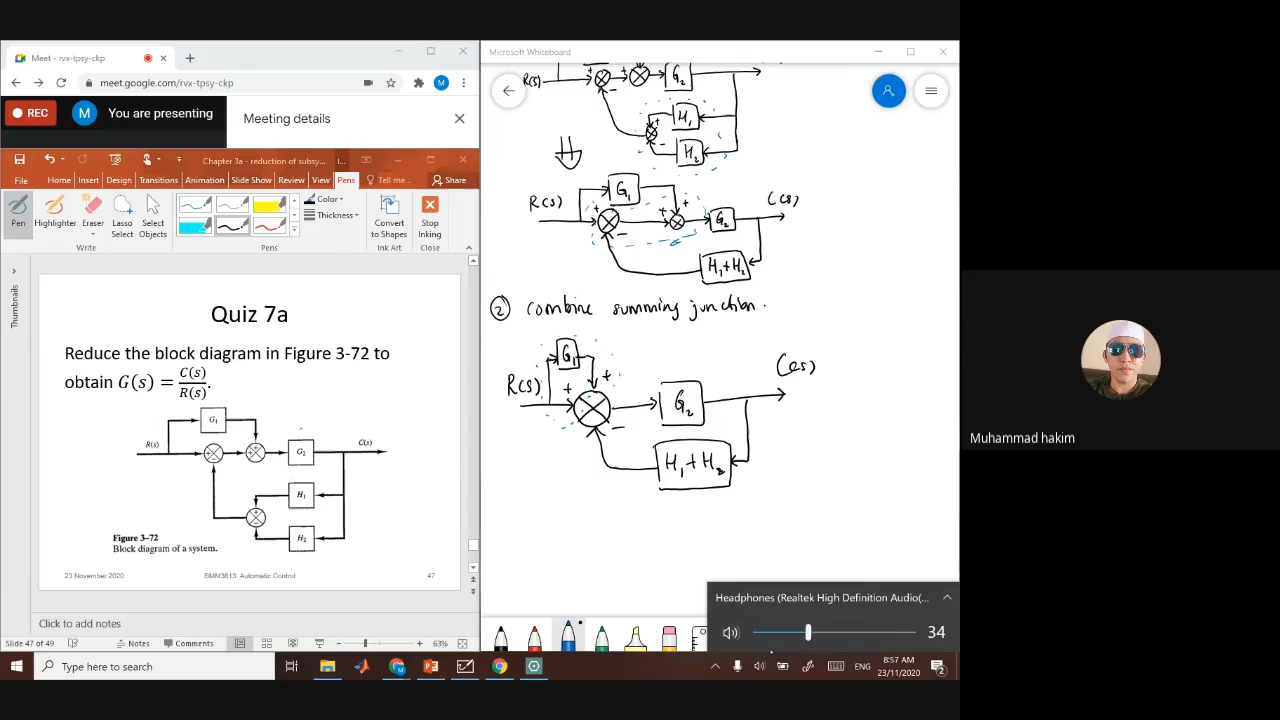 Meet - rvx-tpsy-ckp
meet.google.com/rvx-tpsy-ckp
REC
M
You are presenting
Meeting details
Chapter 3a - reduction of subsy...
File
Home
Insert
Design
Transitions
Animation
Slide Show
Review
View
Pens
Tell me...
Share
Pen
Highlighter
Eraser
Lasso Select
Select Objects
Color
Thickness
Convert to Shapes
Stop Inking
Write
Pens
Ink Art
Close
Thumbnails
Quiz 7a
Reduce the block diagram in Figure 3-72 to
obtain G(s) = C(s)/R(s).
G₁
R(s)
G₂
C(s)
H₁
H₂
Figure 3–72
Block diagram of a system.
23 November 2020
BMM3813: Automatic Control
47
Click to add notes
Slide 47 of 49
Notes
Comments
63%
Microsoft Whiteboard
R(s) + - + G₂
+ H₁
- H₂
R(s) G₁ + - + + G₂ C(s)
H₁+H₂
② combine summing junction.
R(s) G₁ + + - G₂ C(s)
H₁+H₂
Headphones (Realtek High Definition Audio(...
34
Type here to search
ENG
8:57 AM
23/11/2020
2
Muhammad hakim